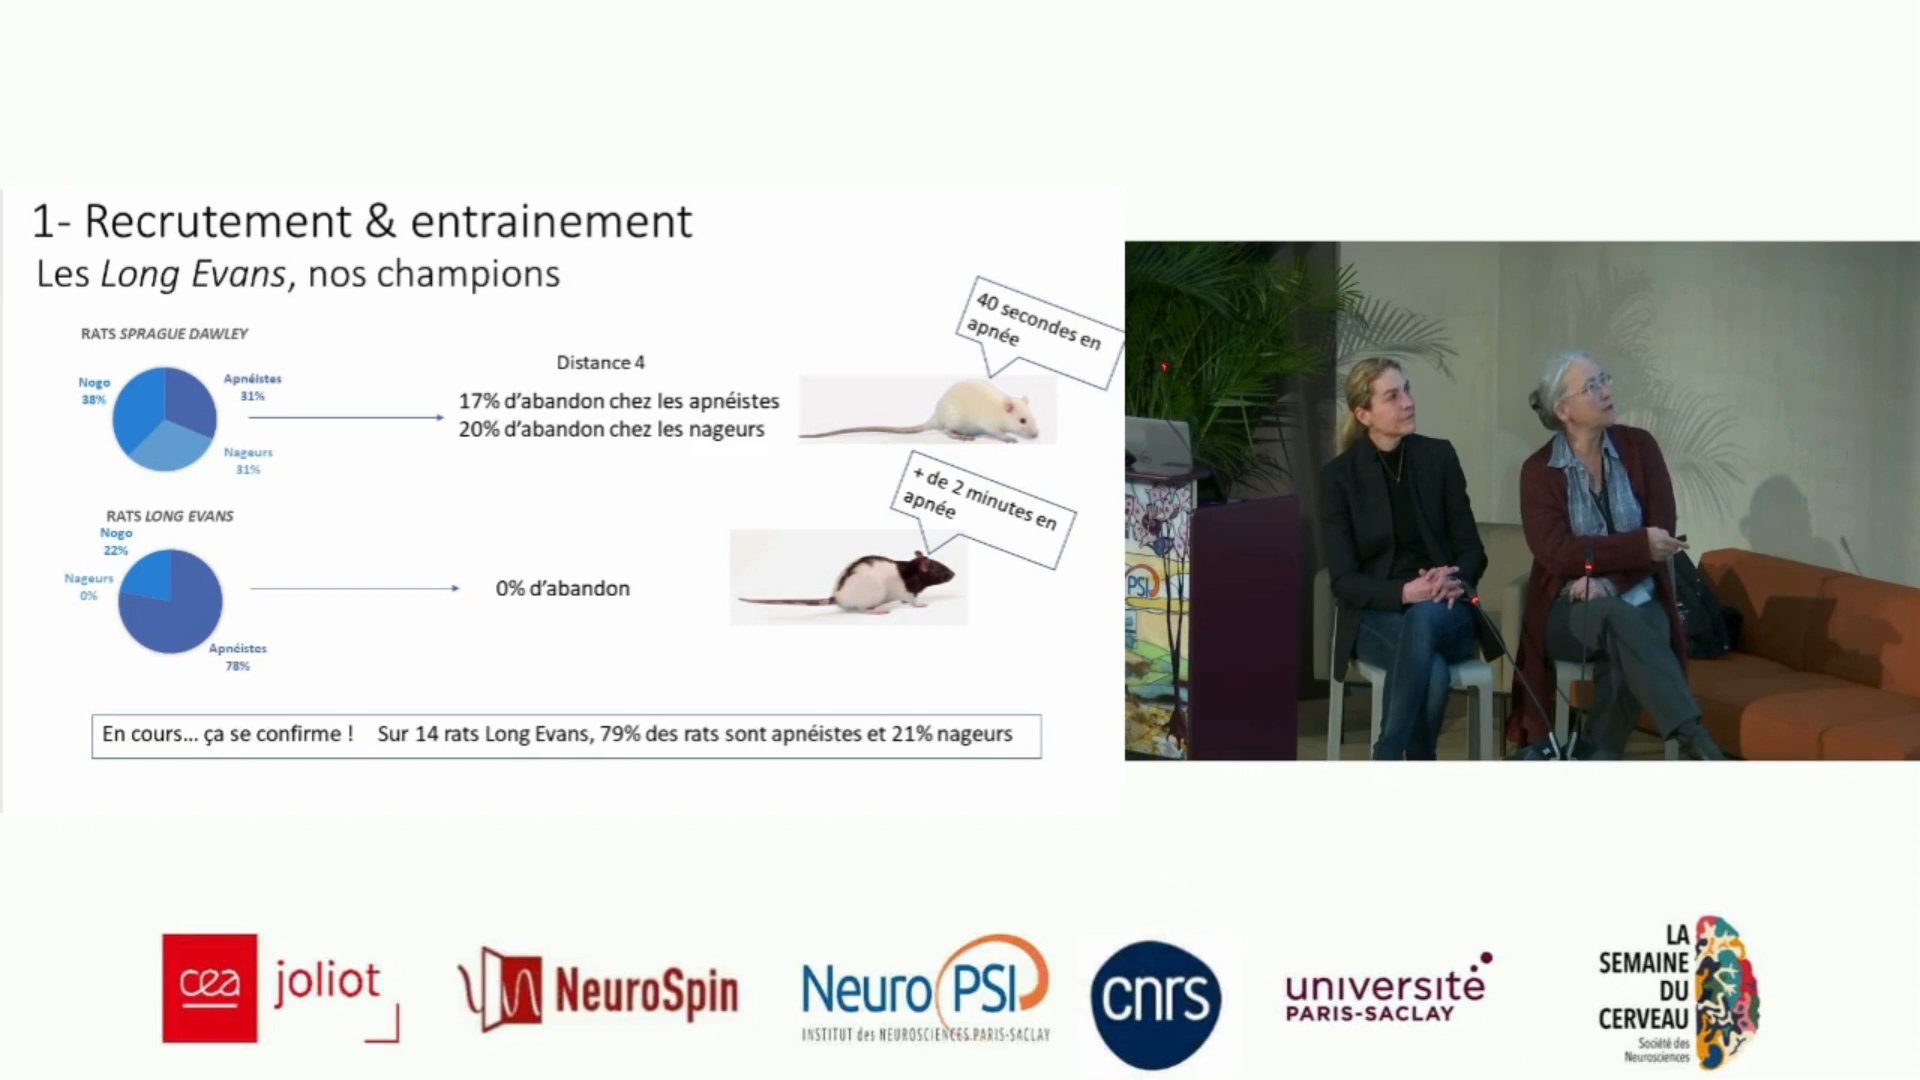 1- Recrutement & entrainement
Les Long Evans, nos champions
RATS SPRAGUE DAWLEY
Nogo
38%
Apnéistes
31%
Nageurs
31%
Distance 4
17% d'abandon chez les apnéistes
20% d'abandon chez les nageurs
40 secondes en
apnée
RATS LONG EVANS
Nogo
22%
Nageurs
0%
Apnéistes
78%
0% d'abandon
+ de 2 minutes en
apnée
En cours... ça se confirme ! Sur 14 rats Long Evans, 79% des rats sont apnéistes et 21% nageurs
PSI
cea
joliot
NeuroSpin
NeuroPSI
INSTITUT des NEUROSCIENCES PARIS-SACLAY
cnrs
université
PARIS-SACLAY
LA
SEMAINE
DU
CERVEAU
Société des
Neurosciences